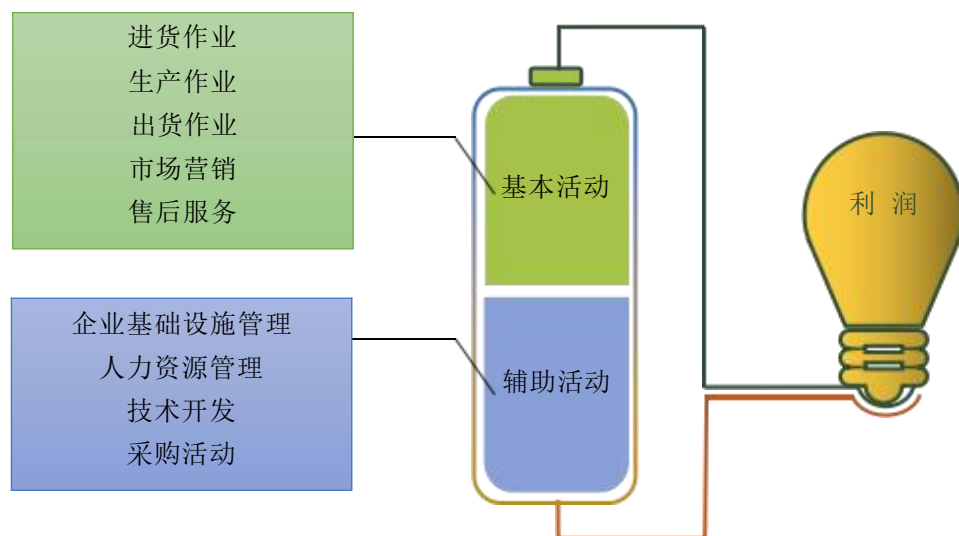 进货作业
生产作业
出货作业
市场营销
售后服务
基本活动
利润
企业基础设施管理
人力资源管理
技术开发
采购活动
辅助活动